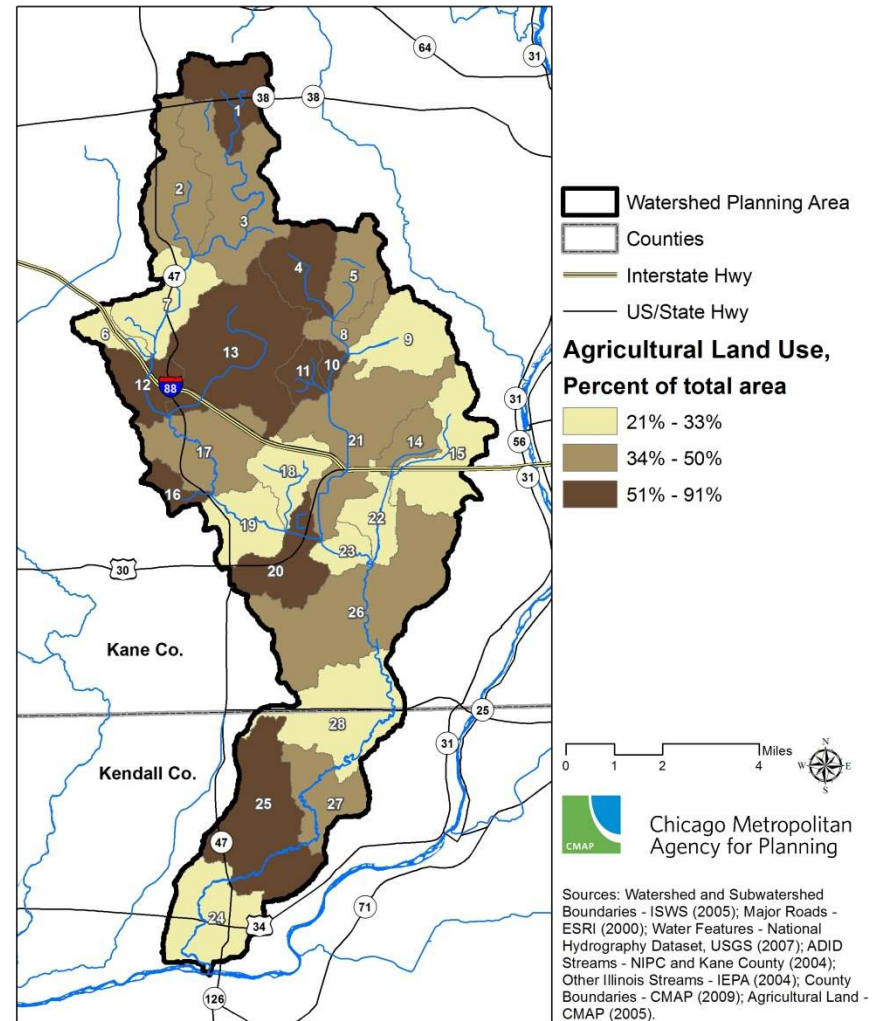 64
31
38
38
1
2
3
47
4
5
7
6
8
9
13
10
11
12
88
31
56
31
21
14
15
17
18
16
22
19
23
20
30
26
Kane Co.
28
25
31
Kendall Co.
25
27
47
24
34
71
126
Watershed Planning Area
Counties
Interstate Hwy
US/State Hwy
Agricultural Land Use,
Percent of total area
21% - 33%
34% - 50%
51% - 91%
Miles
0 1 2 4
N
W E
S
CMAP
Chicago Metropolitan
Agency for Planning
Sources: Watershed and Subwatershed
Boundaries - ISWS (2005); Major Roads -
ESRI (2000); Water Features - National
Hydrography Dataset, USGS (2007); ADID
Streams - NIPC and Kane County (2004);
Other Illinois Streams - IEPA (2004); County
Boundaries - CMAP (2009); Agricultural Land -
CMAP (2005).